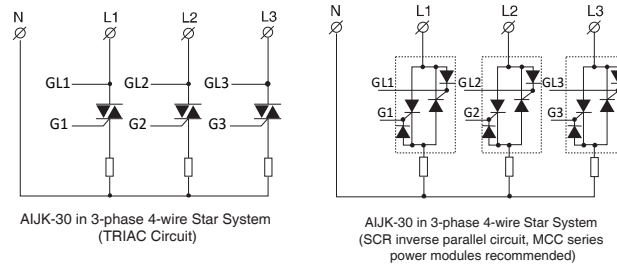 N L1 L2 L3
GL1 GL2 GL3
G1 G2 G3
AIJK-30 in 3-phase 4-wire Star System
(TRIAC Circuit)
N L1 L2 L3
GL1 GL2 GL3
G1 G2 G3
AIJK-30 in 3-phase 4-wire Star System
(SCR inverse parallel circuit, MCC series
power modules recommended)